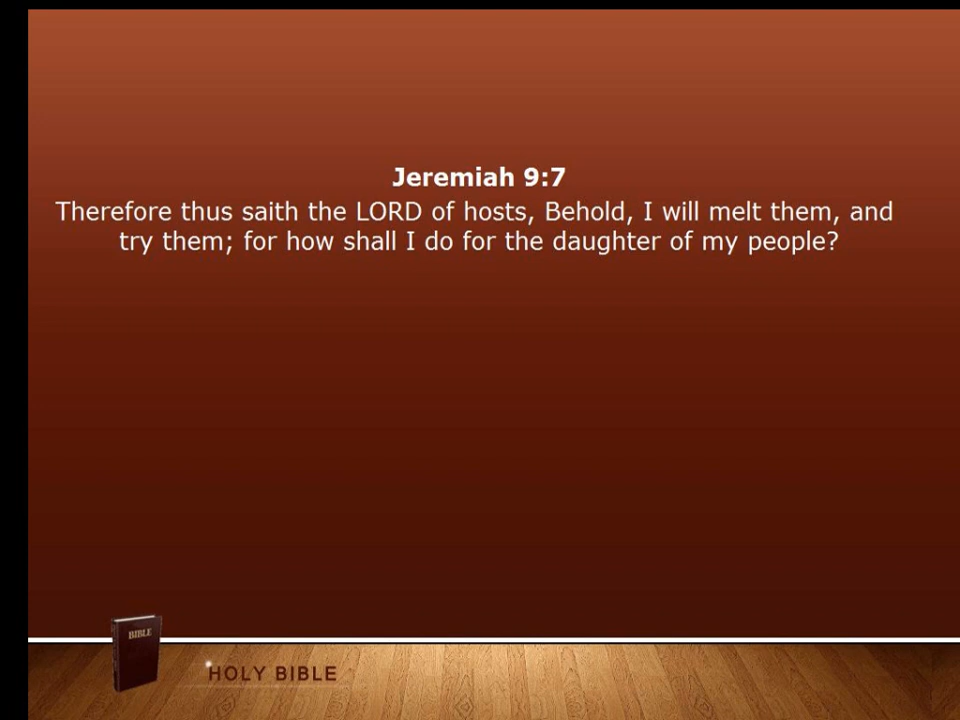 Jeremiah 9:7
Therefore thus saith the LORD of hosts, Behold, I will melt them, and
try them; for how shall I do for the daughter of my people?
BIBLE
HOLY BIBLE